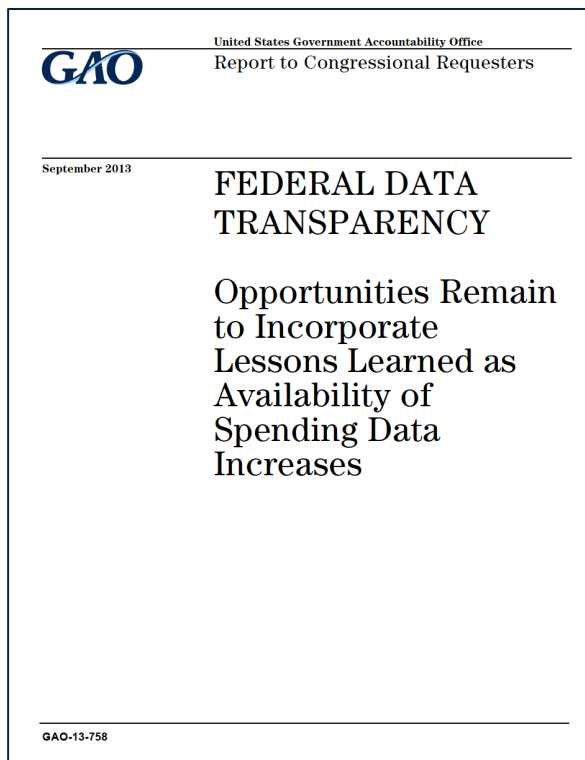 United States Government Accountability Office
GAO
Report to Congressional Requesters
September 2013
FEDERAL DATA
TRANSPARENCY
Opportunities Remain
to Incorporate
Lessons Learned as
Availability of
Spending Data
Increases
GAO-13-758